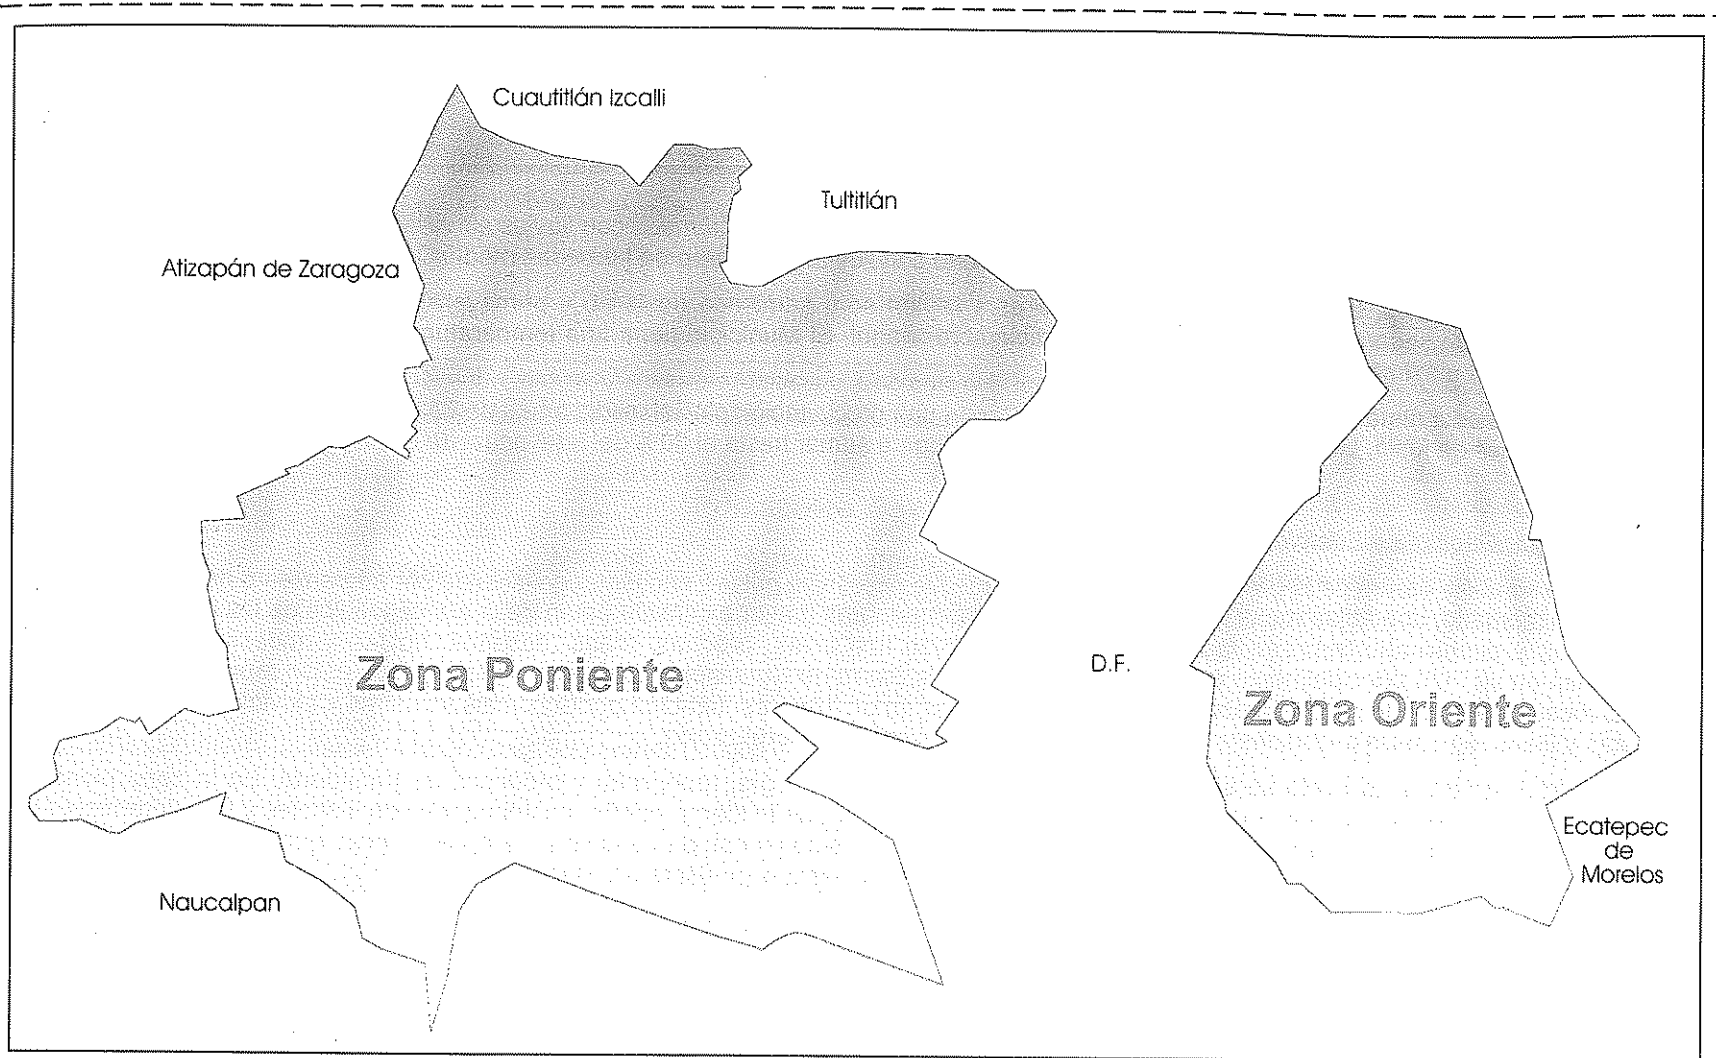 Cuautitlán Izcalli
Tultitlán
Atizapán de Zaragoza
Zona Poniente
D.F.
Zona Oriente
Ecatepec
de
Morelos
Naucalpan